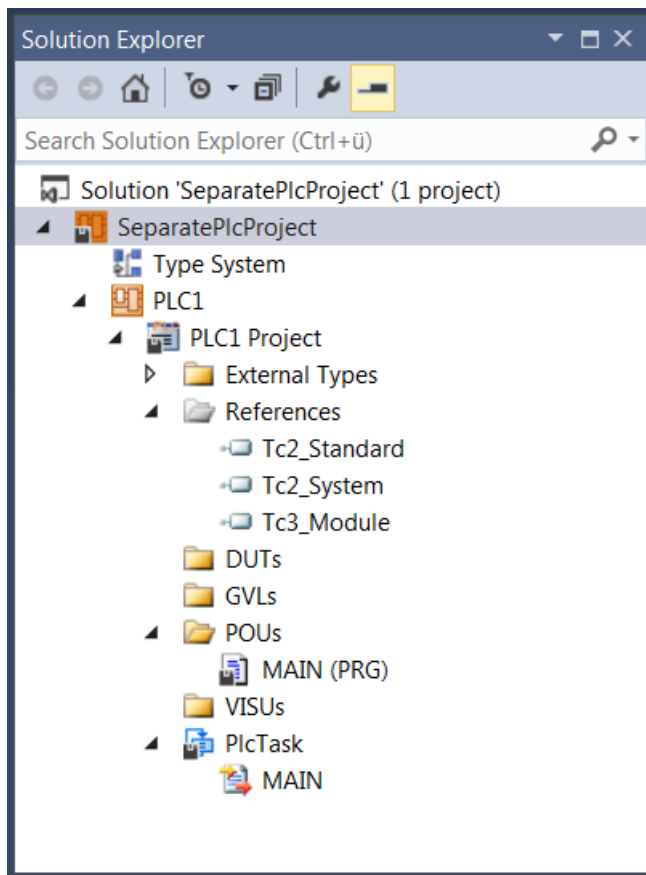 Solution Explorer
Search Solution Explorer (Ctrl+ü)
Solution 'SeparatePlcProject' (1 project)
SeparatePlcProject
Type System
PLC1
PLC1 Project
External Types
References
Tc2_Standard
Tc2_System
Tc3_Module
DUTs
GVLs
POUs
MAIN (PRG)
VISUs
PlcTask
MAIN